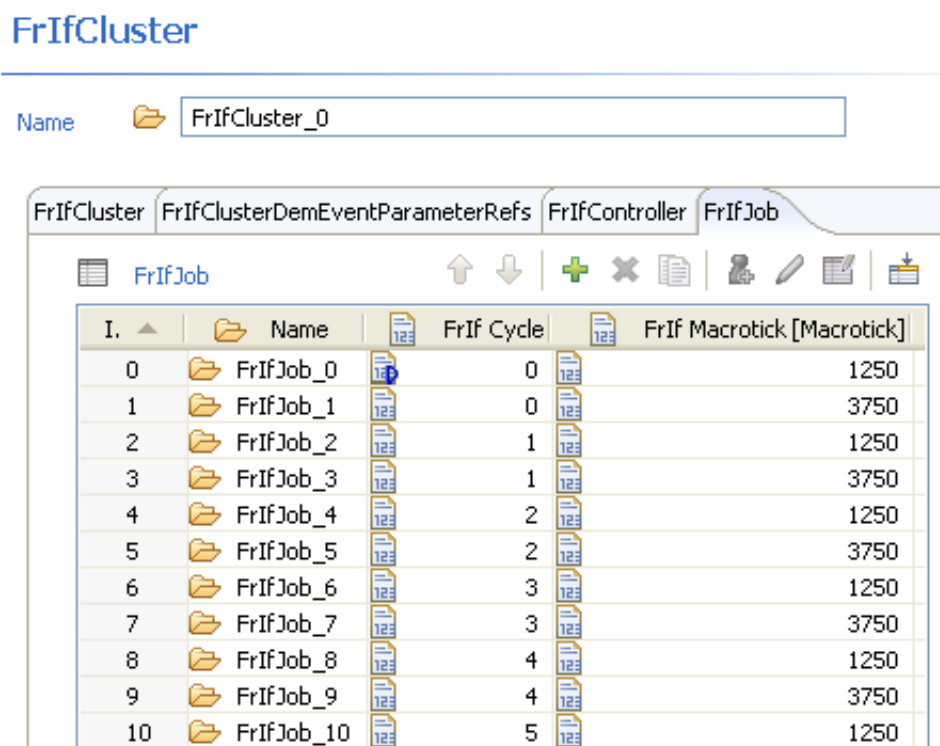 FrIfCluster
Name FrIfCluster_0
FrIfCluster FrIfClusterDemEventParameterRefs FrIfController FrIfJob
FrIfJob
I. Name FrIf Cycle FrIf Macrotick [Macrotick]
0 FrIfJob_0 0 1250
1 FrIfJob_1 0 3750
2 FrIfJob_2 1 1250
3 FrIfJob_3 1 3750
4 FrIfJob_4 2 1250
5 FrIfJob_5 2 3750
6 FrIfJob_6 3 1250
7 FrIfJob_7 3 3750
8 FrIfJob_8 4 1250
9 FrIfJob_9 4 3750
10 FrIfJob_10 5 1250